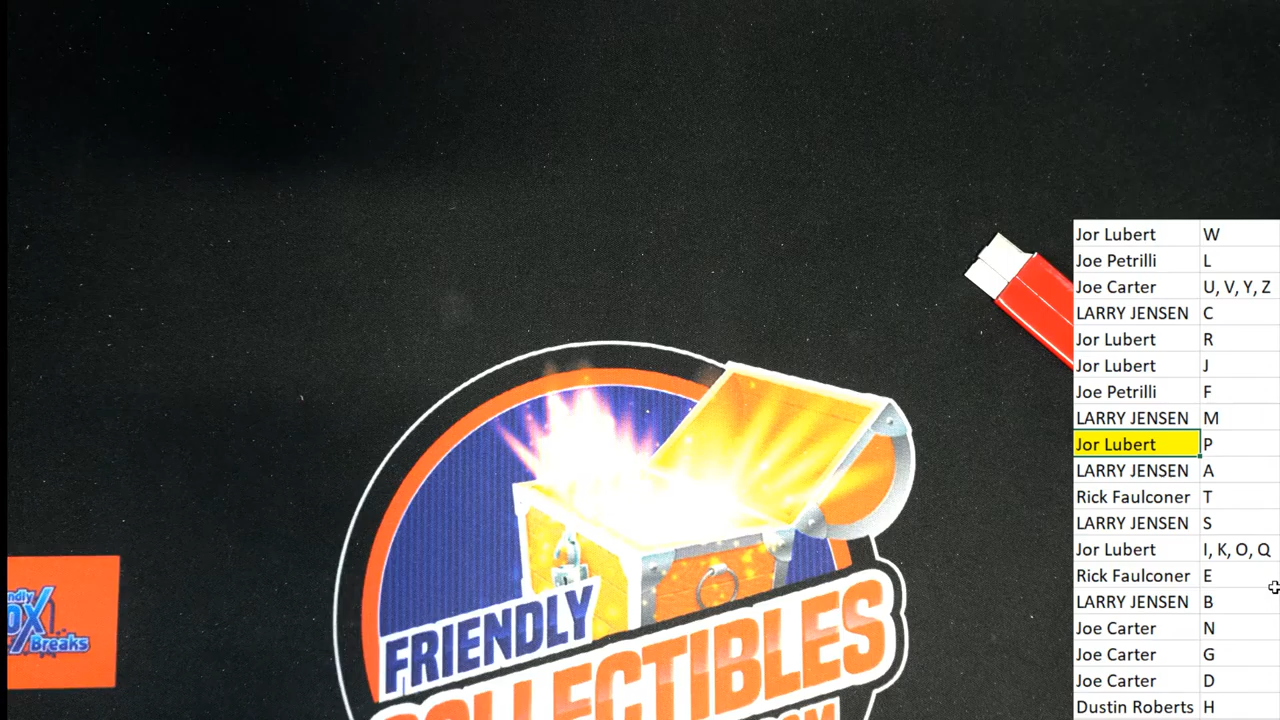 Jor Lubert W
Joe Petrilli L
Joe Carter U, V, Y, Z
LARRY JENSEN C
Jor Lubert R
Jor Lubert J
Joe Petrilli F
LARRY JENSEN M
Jor Lubert P
LARRY JENSEN A
Rick Faulconer T
LARRY JENSEN S
Jor Lubert I, K, O, Q
Rick Faulconer E
LARRY JENSEN B
Joe Carter N
Joe Carter G
Joe Carter D
Dustin Roberts H
FRIENDLY
COLLECTIBLES
Breaks